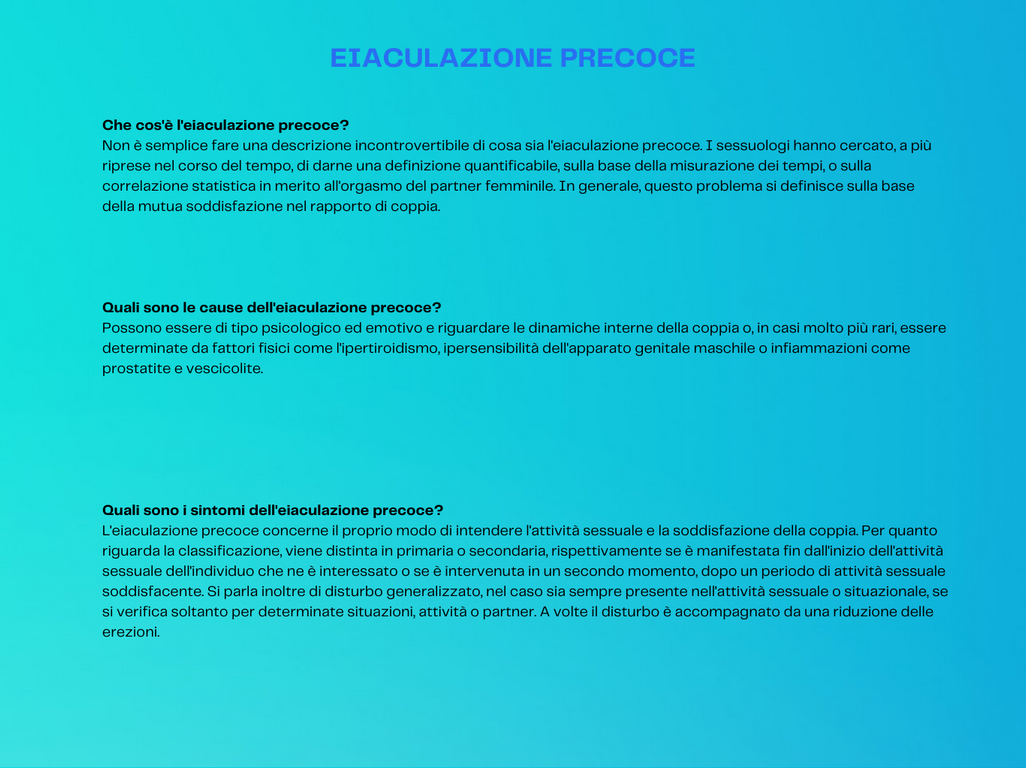 EIACULAZIONE PRECOCE
Che cos'è l'eiaculazione precoce?
Non è semplice fare una descrizione incontrovertibile di cosa sia l'eiaculazione precoce. I sessuologi hanno cercato, a più
riprese nel corso del tempo, di darne una definizione quantificabile, sulla base della misurazione dei tempi, o sulla
correlazione statistica in merito all'orgasmo del partner femminile. In generale, questo problema si definisce sulla base
della mutua soddisfazione nel rapporto di coppia.
Quali sono le cause dell'eiaculazione precoce?
Possono essere di tipo psicologico ed emotivo e riguardare le dinamiche interne della coppia o, in casi molto più rari, essere
determinate da fattori fisici come l'ipertiroidismo, ipersensibilità dell'apparato genitale maschile o infiammazioni come
prostatite e vescicolite.
Quali sono i sintomi dell'eiaculazione precoce?
L'eiaculazione precoce concerne il proprio modo di intendere l'attività sessuale e la soddisfazione della coppia. Per quanto
riguarda la classificazione, viene distinta in primaria o secondaria, rispettivamente se è manifestata fin dall'inizio dell'attività
sessuale dell'individuo che ne è interessato o se è intervenuta in un secondo momento, dopo un periodo di attività sessuale
soddisfacente. Si parla inoltre di disturbo generalizzato, nel caso sia sempre presente nell'attività sessuale o situazionale, se
si verifica soltanto per determinate situazioni, attività o partner. A volte il disturbo è accompagnato da una riduzione delle
erezioni.